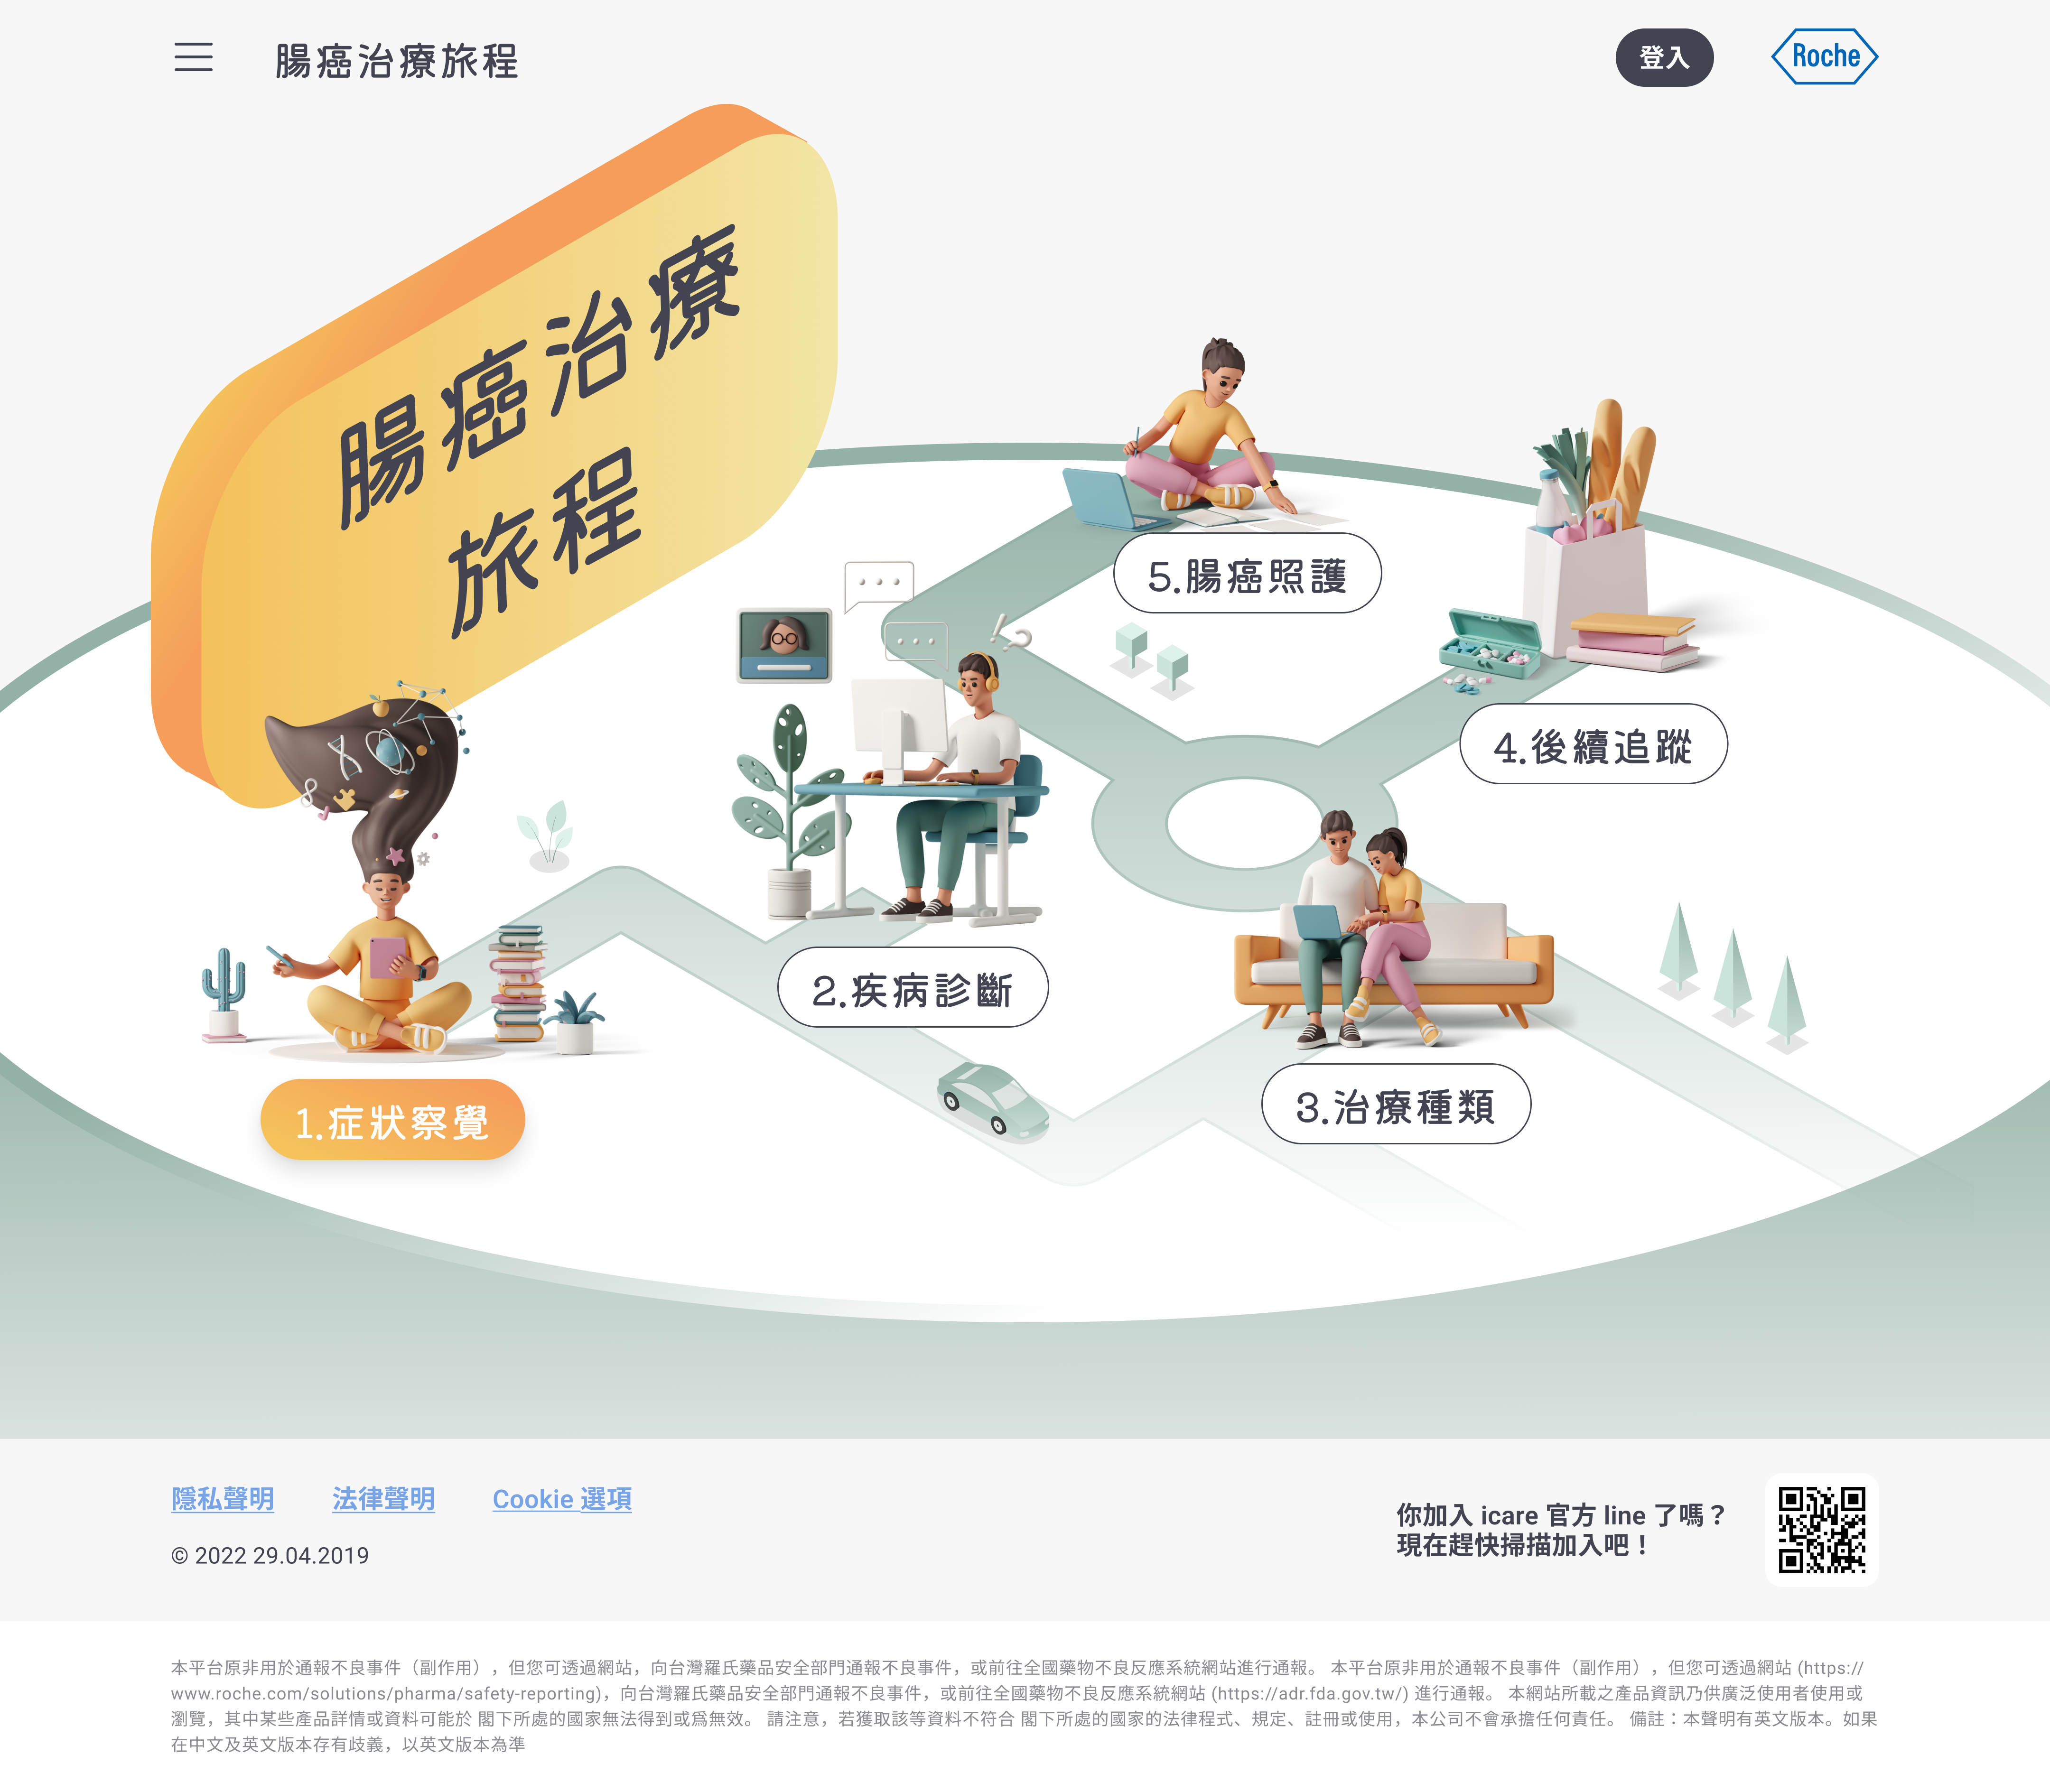 腸癌治療旅程
登入
Roche
腸癌治療
旅程
5.腸癌照護
4.後續追蹤
2.疾病診斷
3.治療種類
1.症狀察覺
隱私聲明
法律聲明
Cookie 選項
© 2022 29.04.2019
你加入 icare 官方 line 了嗎？
現在趕快掃描加入吧！
本平台原非用於通報不良事件（副作用），但您可透過網站，向台灣羅氏藥品安全部門通報不良事件，或前往全國藥物不良反應系統網站進行通報。 本平台原非用於通報不良事件（副作用），但您可透過網站 (https://
www.roche.com/solutions/pharma/safety-reporting)，向台灣羅氏藥品安全部門通報不良事件，或前往全國藥物不良反應系統網站 (https://adr.fda.gov.tw/) 進行通報。 本網站所載之產品資訊乃供廣泛使用者使用或
瀏覽，其中某些產品詳情或資料可能於 閣下所處的國家無法得到或爲無效。 請注意，若獲取該等資料不符合 閣下所處的國家的法律程式、規定、註冊或使用，本公司不會承擔任何責任。 備註：本聲明有英文版本。如果
在中文及英文版本存有歧義，以英文版本為準